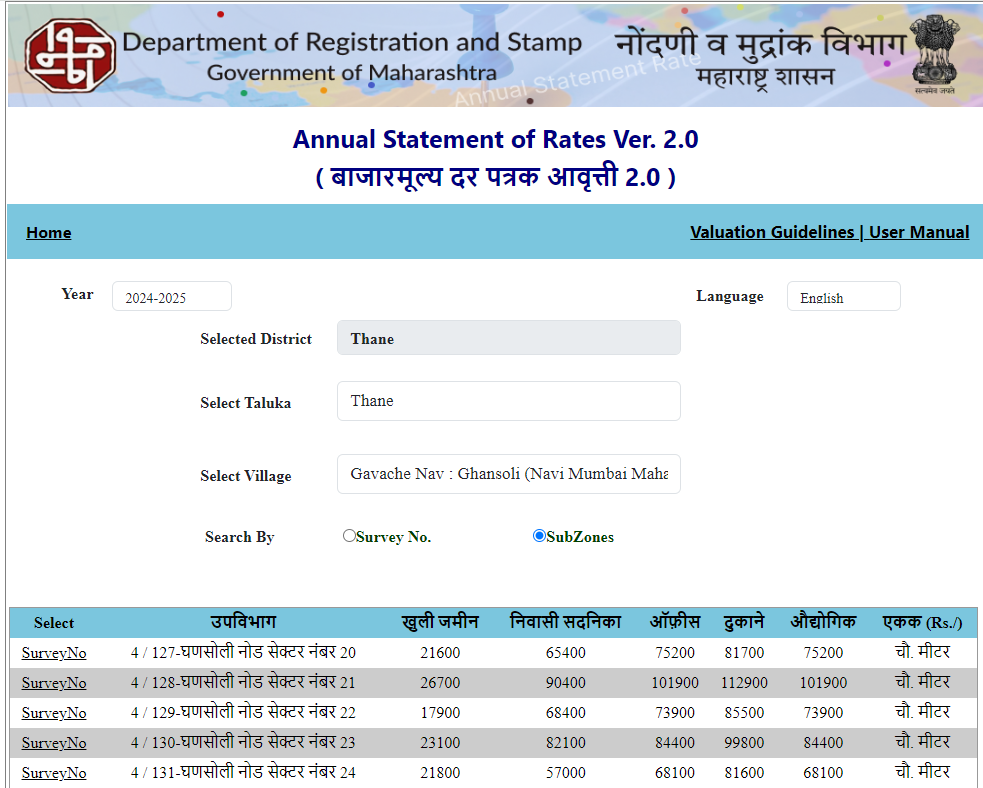 Department of Registration and Stamp
Government of Maharashtra
नोंदणी व मुद्रांक विभाग
महाराष्ट्र शासन
सत्यमेव जयते
Annual Statement Rate
Annual Statement of Rates Ver. 2.0
( बाजारमूल्य दर पत्रक आवृत्ती 2.0 )
Home Valuation Guidelines | User Manual
Year 2024-2025 Language English
Selected District Thane
Select Taluka Thane
Select Village Gavache Nav : Ghansoli (Navi Mumbai Maha
Search By Survey No. SubZones
Select उपविभाग खुली जमीन निवासी सदनिका ऑफ़ीस दुकाने औद्योगिक एकक (Rs./)
SurveyNo 4 / 127-घणसोली नोड सेक्टर नंबर 20 21600 65400 75200 81700 75200 चौ. मीटर
SurveyNo 4 / 128-घणसोली नोड सेक्टर नंबर 21 26700 90400 101900 112900 101900 चौ. मीटर
SurveyNo 4 / 129-घणसोली नोड सेक्टर नंबर 22 17900 68400 73900 85500 73900 चौ. मीटर
SurveyNo 4 / 130-घणसोली नोड सेक्टर नंबर 23 23100 82100 84400 99800 84400 चौ. मीटर
SurveyNo 4 / 131-घणसोली नोड सेक्टर नंबर 24 21800 57000 68100 81600 68100 चौ. मीटर